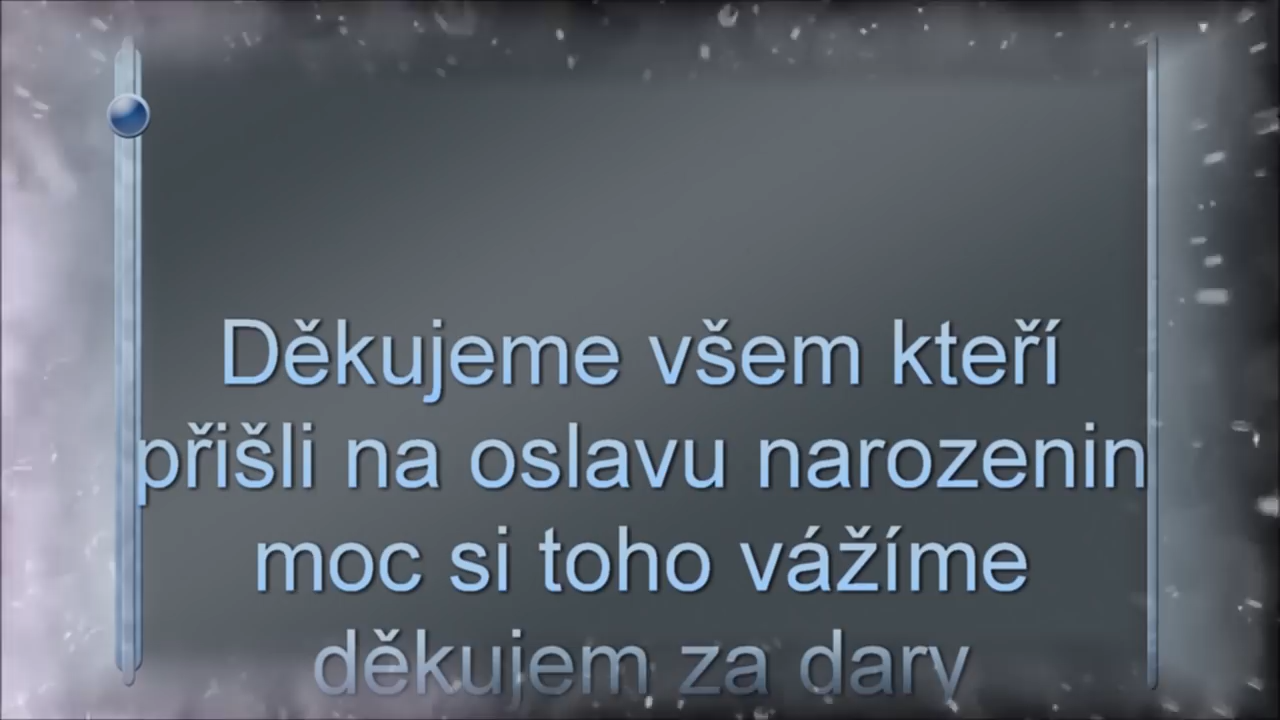 Děkujeme všem kteří
přišli na oslavu narozenin
moc si toho vážíme
děkujem za dary